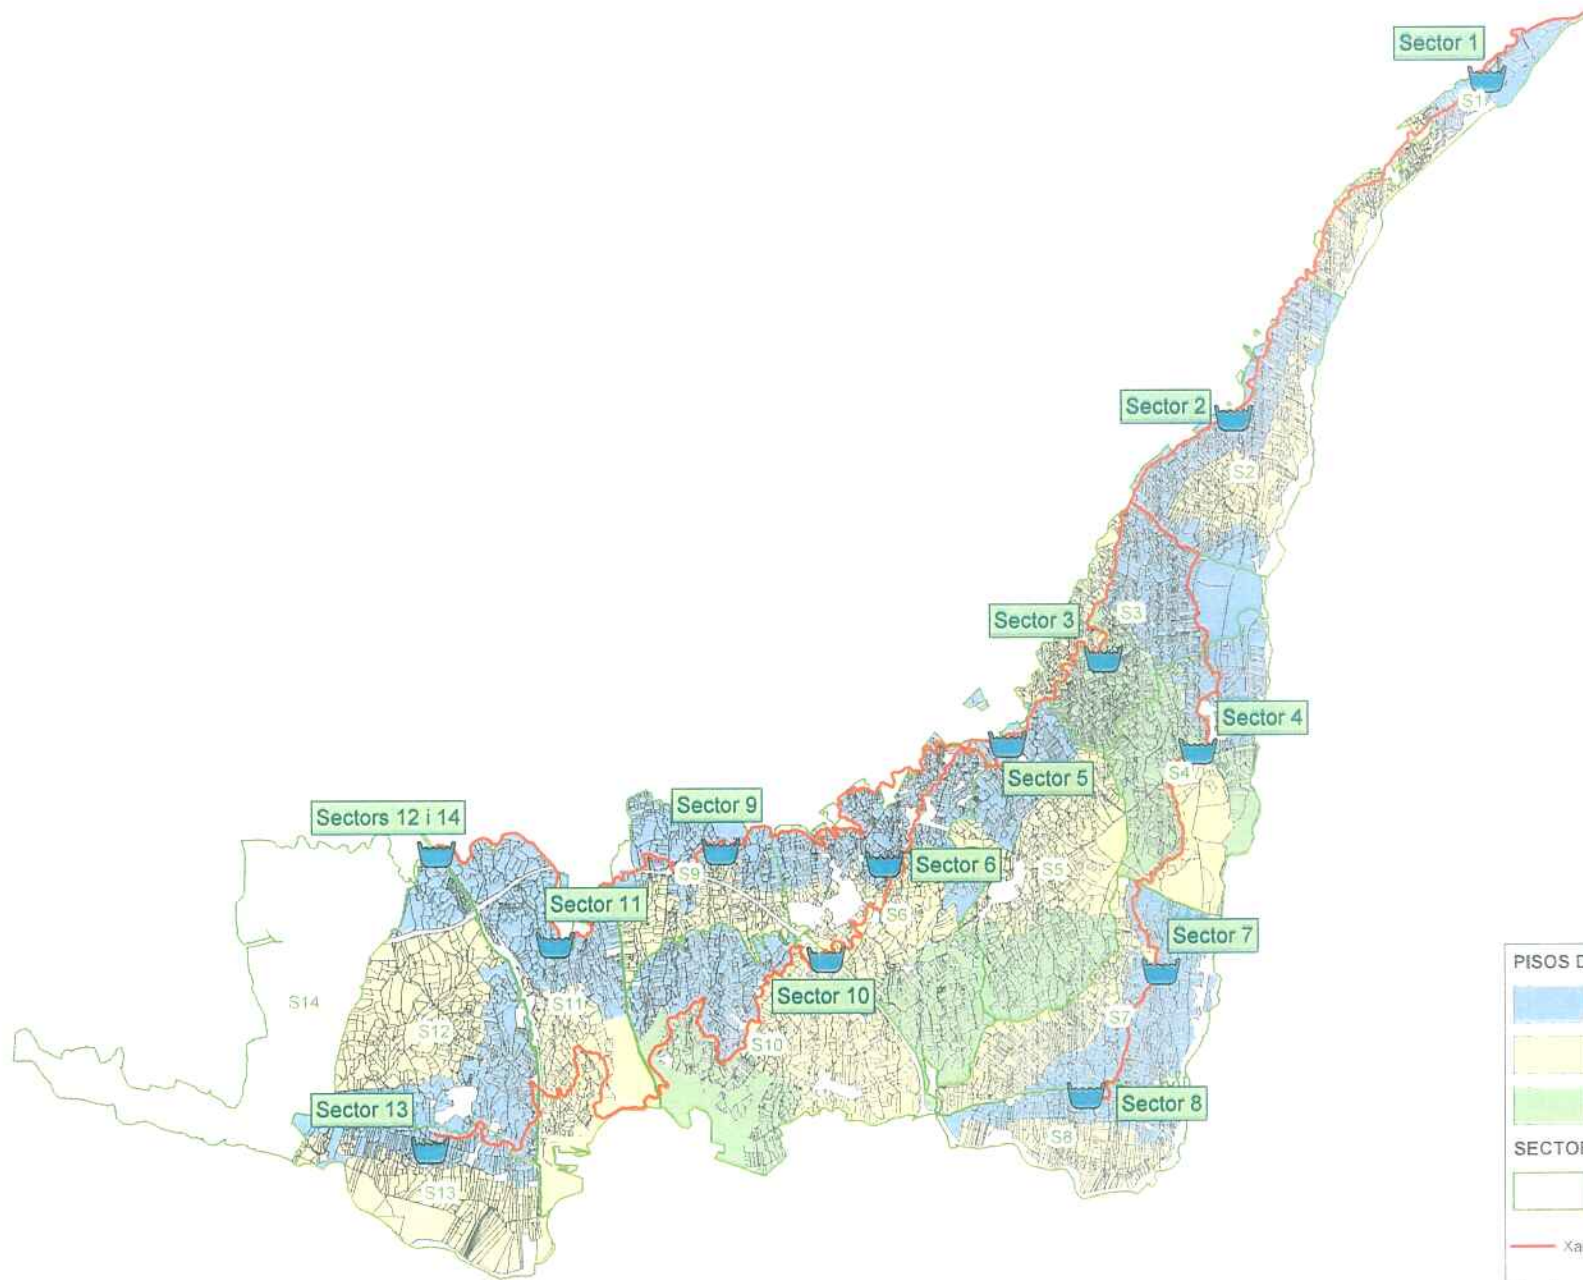 Sector 1
S1
Sector 2
S2
Sector 3
S3
Sector 4
S4
Sector 5
Sector 9
Sectors 12 i 14
Sector 6
S9
S5
Sector 11
S6
Sector 7
Sector 10
S14
S11
S12
S7
S10
Sector 8
Sector 13
S8
S13
PISOS D
SECTOR
Xa